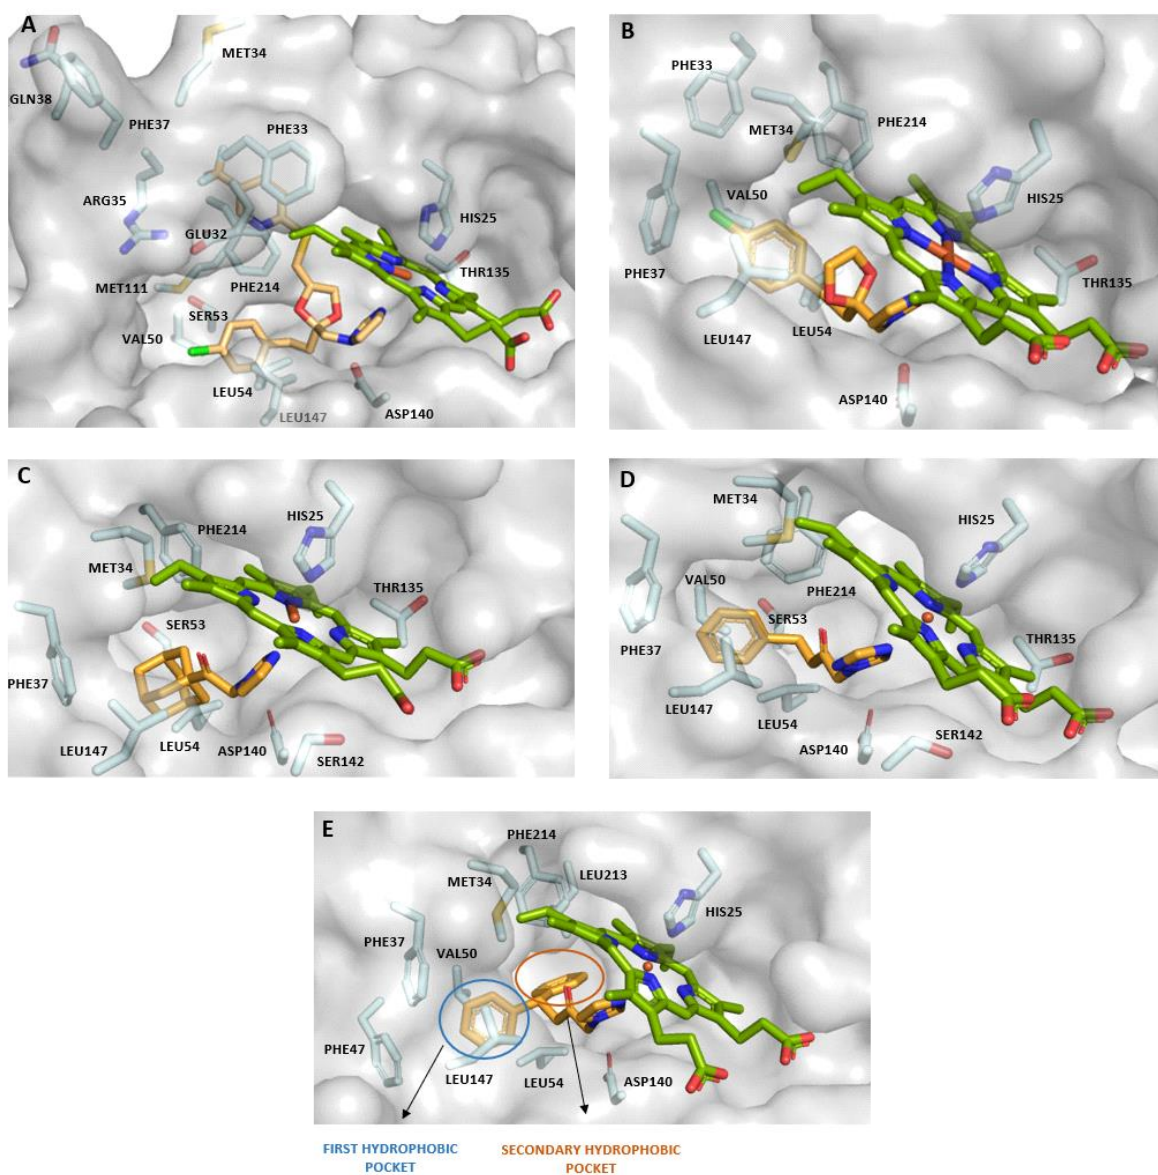 A
MET34
GLN38
PHE37
PHE33
ARG35
HIS25
GLU32
THR135
MET111
PHE214
SER53
VAL50
LEU54
LEU147
ASP140
B
PHE33
PHE214
MET34
VAL50
HIS25
PHE37
THR135
LEU147
LEU54
ASP140
C
HIS25
PHE214
MET34
THR135
SER53
PHE37
LEU147
LEU54
ASP140
SER142
D
MET34
HIS25
VAL50
PHE214
SER53
PHE37
THR135
LEU147
LEU54
ASP140
SER142
E
PHE214
MET34
LEU213
HIS25
PHE37
VAL50
PHE47
LEU147
LEU54
ASP140
FIRST HYDROPHOBIC
POCKET
SECONDARY HYDROPHOBIC
POCKET